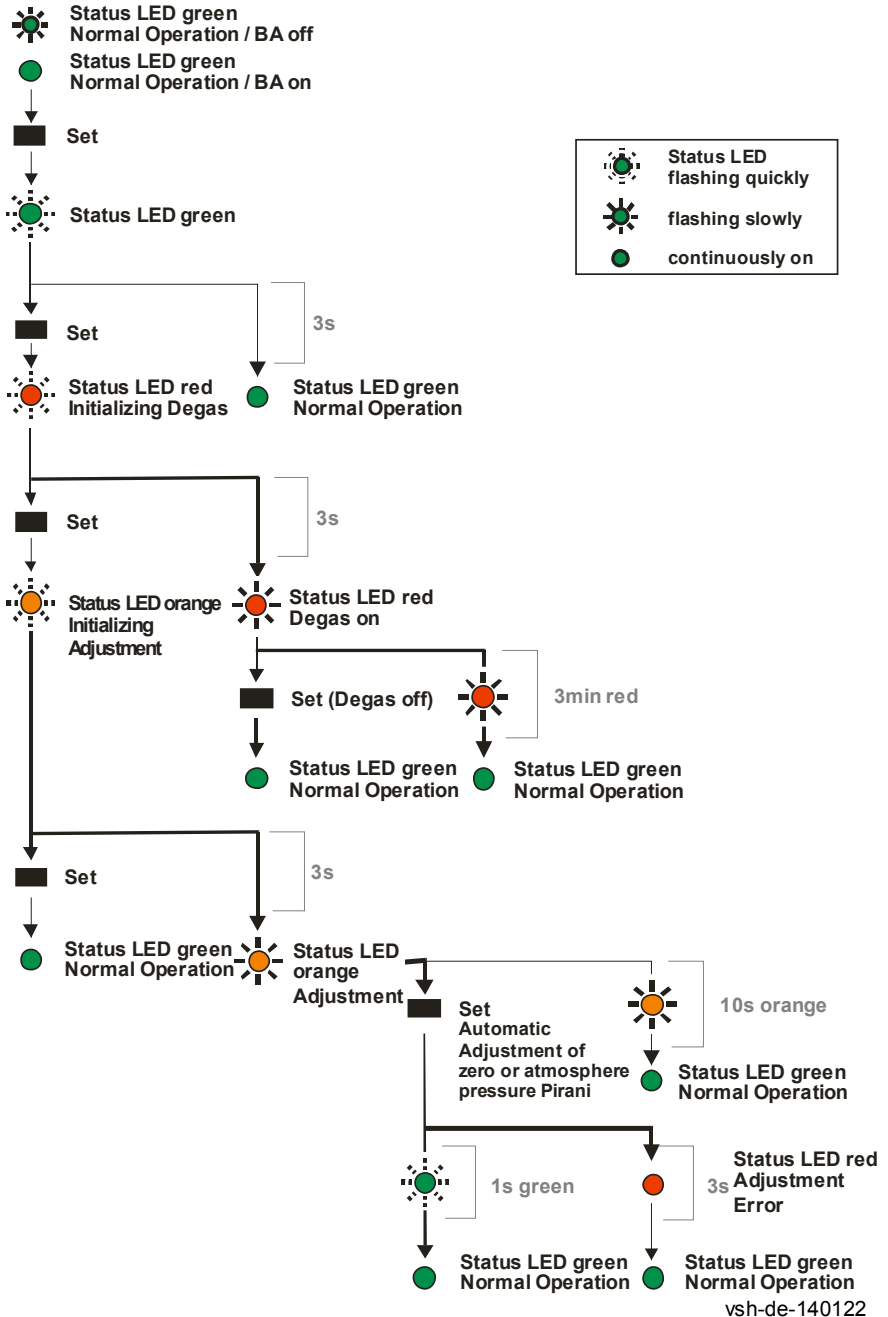 Status LED green
Normal Operation / BA off
Status LED green
Normal Operation / BA on
Set
Status LED
flashing quickly
flashing slowly
continuously on
Status LED green
3s
Set
Status LED red
Initializing Degas
Status LED green
Normal Operation
3s
Set
Status LED orange
Initializing
Adjustment
Status LED red
Degas on
Set (Degas off)
3min red
Status LED green
Normal Operation
Status LED green
Normal Operation
3s
Set
Status LED green
Normal Operation
Status LED
orange
Adjustment
Set
Automatic
Adjustment of
zero or atmosphere
pressure Pirani
10s orange
Status LED green
Normal Operation
1s green
3s
Status LED red
Adjustment
Error
Status LED green
Normal Operation
Status LED green
Normal Operation
vsh-de-140122